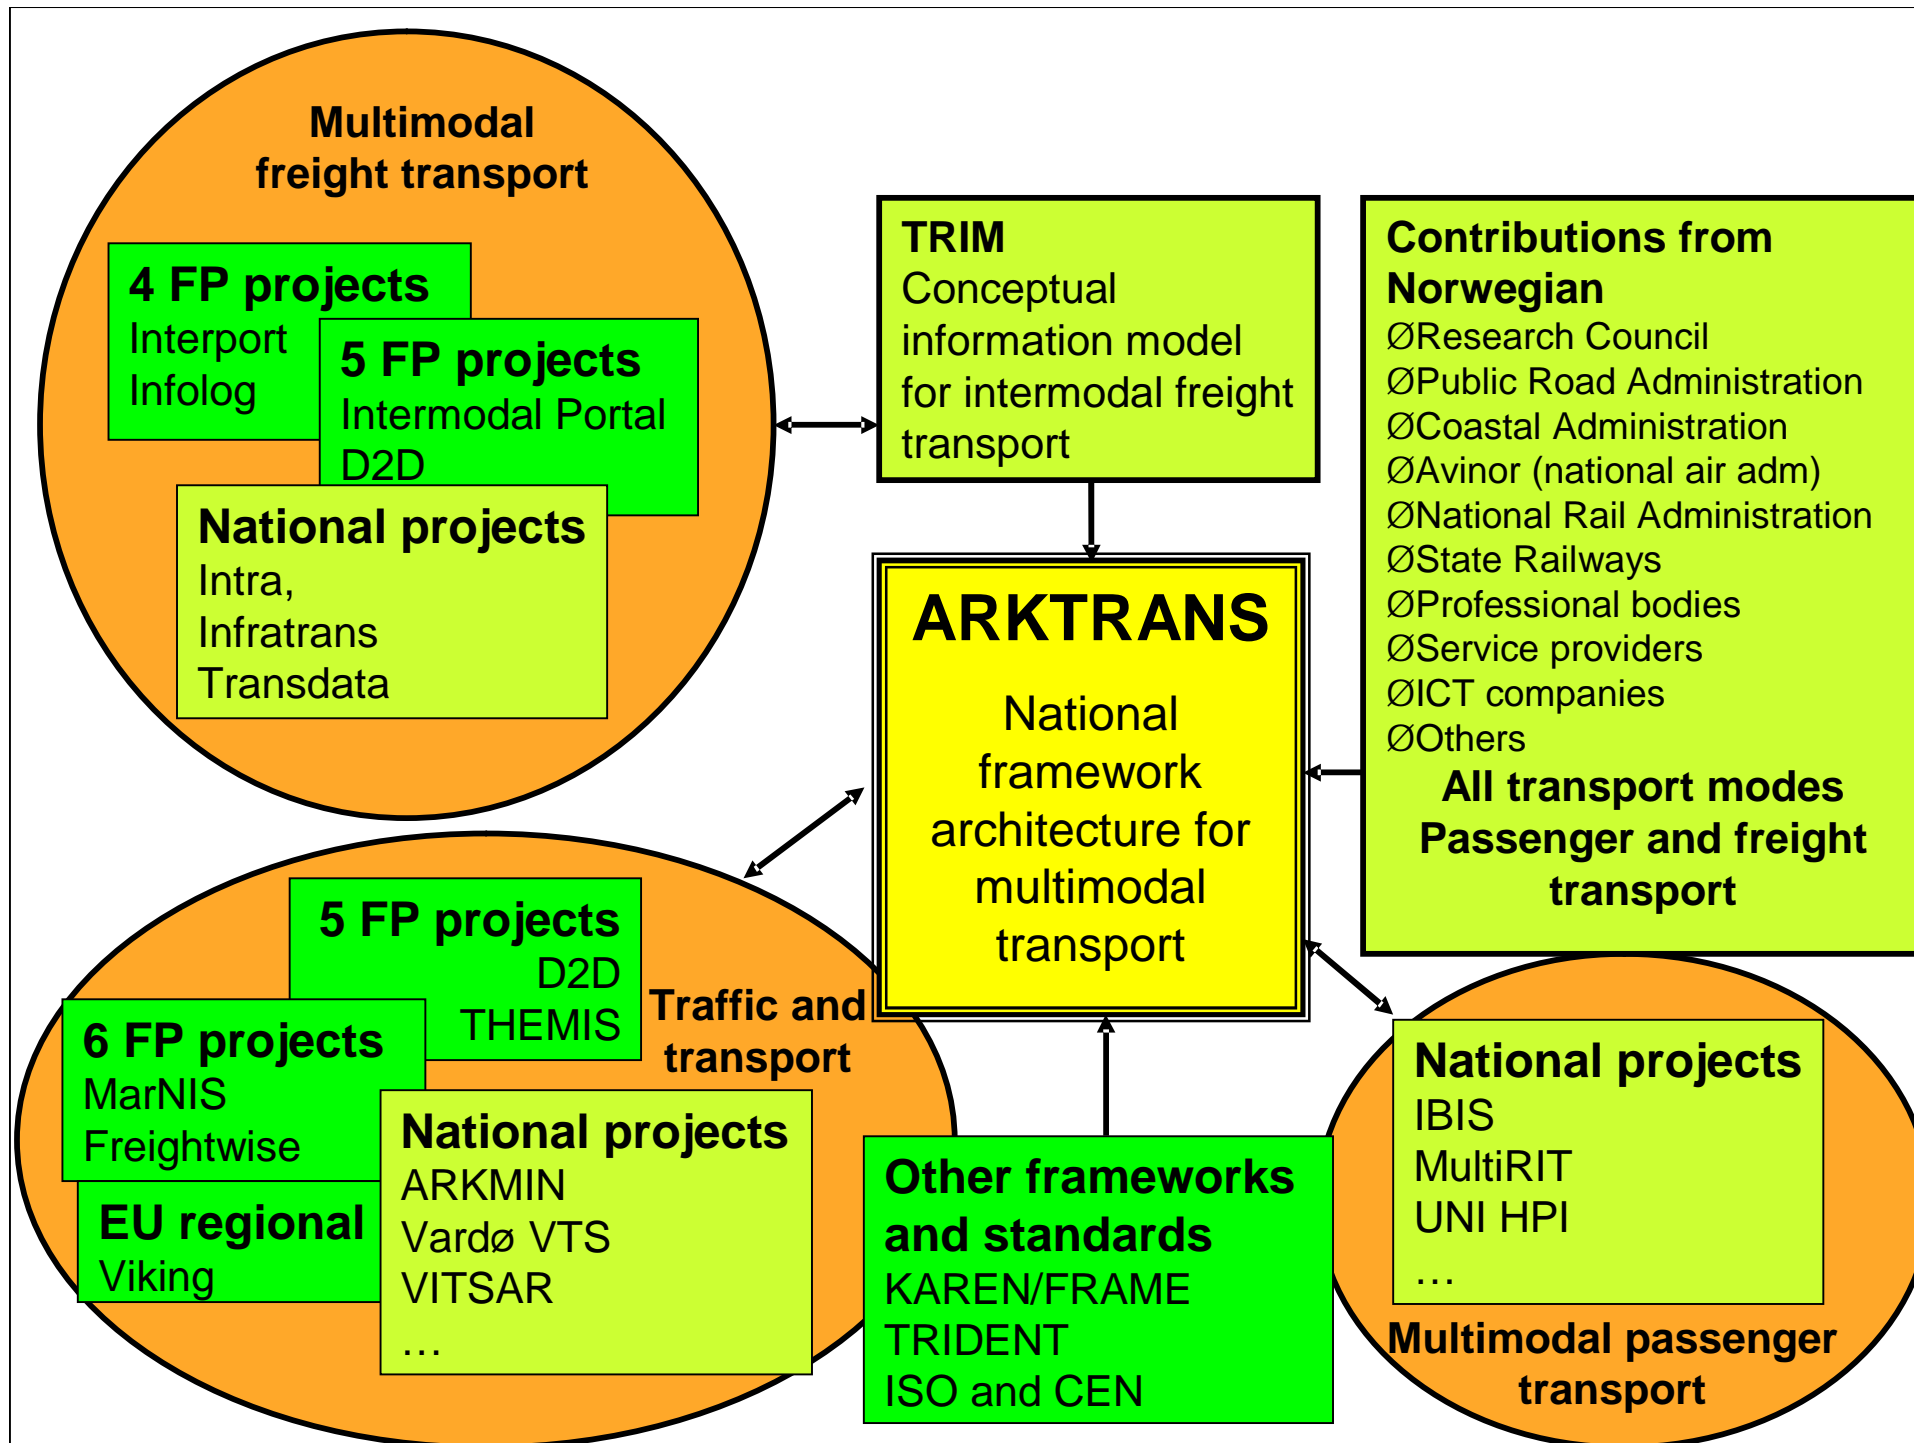 Multimodal
freight transport
4 FP projects
Interport
Infolog
5 FP projects
Intermodal Portal
D2D
National projects
Intra,
Infratrans
Transdata
TRIM
Conceptual
information model
for intermodal freight
transport
Contributions from
Norwegian
ØResearch Council
ØPublic Road Administration
ØCoastal Administration
ØAvinor (national air adm)
ØNational Rail Administration
ØState Railways
ØProfessional bodies
ØService providers
ØICT companies
ØOthers
All transport modes
Passenger and freight
transport
ARKTRANS
National
framework
architecture for
multimodal
transport
5 FP projects
D2D
THEMIS
Traffic and
transport
6 FP projects
MarNIS
Freightwise
EU regional
Viking
National projects
ARKMIN
Vardø VTS
VITSAR
…
Other frameworks
and standards
KAREN/FRAME
TRIDENT
ISO and CEN
National projects
IBIS
MultiRIT
UNI HPI
…
Multimodal passenger
transport